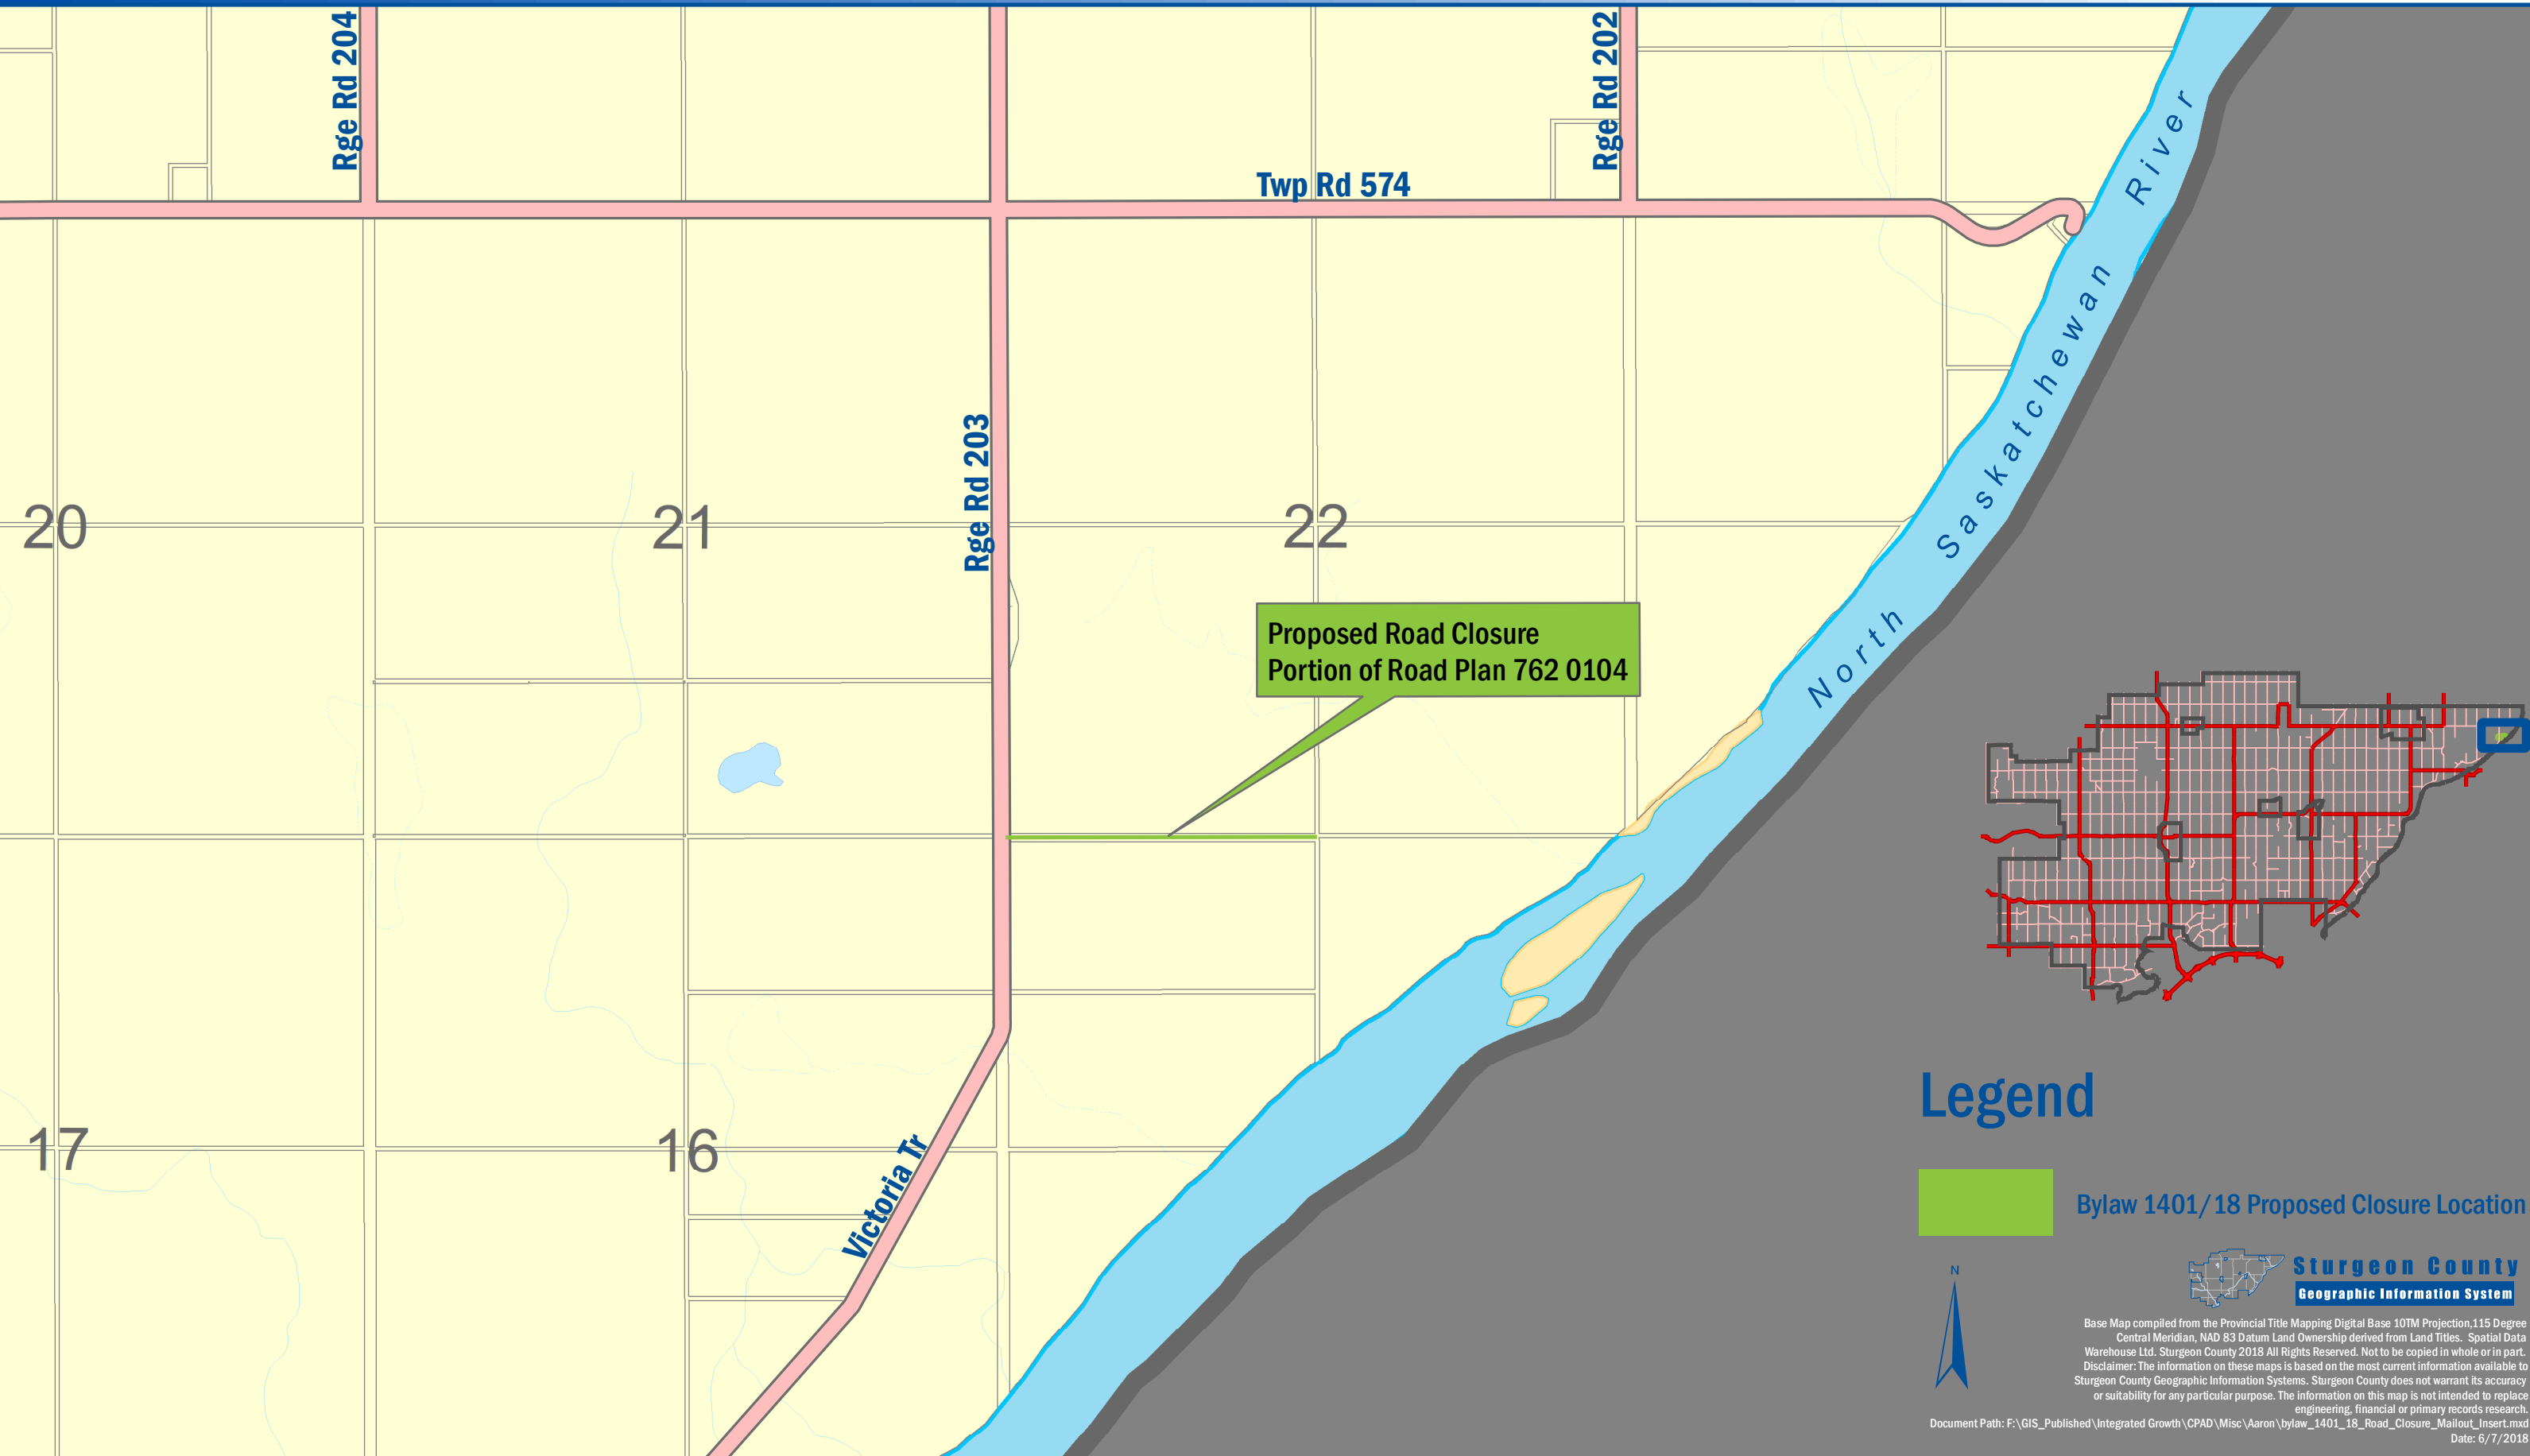 Rge Rd 204
Rge Rd 202
Twp Rd 574
North Saskatchewan River
Rge Rd 203
20
21
22
Proposed Road Closure
Portion of Road Plan 762 0104
17
16
Victoria Tr
Legend
Bylaw 1401/18 Proposed Closure Location
N
Sturgeon County
Geographic Information System
Base Map compiled from the Provincial Title Mapping Digital Base 10TM Projection,115 Degree
Central Meridian, NAD 83 Datum Land Ownership derived from Land Titles. Spatial Data
Warehouse Ltd. Sturgeon County 2018 All Rights Reserved. Not to be copied in whole or in part.
Disclaimer: The information on these maps is based on the most current information available to
Sturgeon County Geographic Information Systems. Sturgeon County does not warrant its accuracy
or suitability for any particular purpose. The information on this map is not intended to replace
engineering, financial or primary records research.
Document Path: F:\GIS_Published\Integrated Growth\CPAD\Misc\Aaron\bylaw_1401_18_Road_Closure_Mailout_Insert.mxd
Date: 6/7/2018